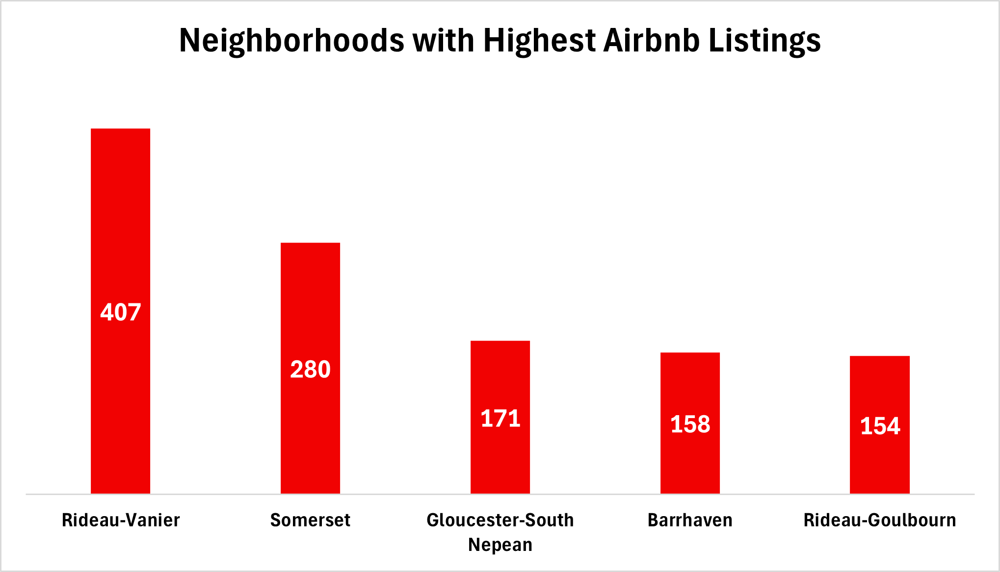 Neighborhoods with Highest Airbnb Listings
407
280
171
158
154
Rideau-Vanier
Somerset
Gloucester-South
Nepean
Barrhaven
Rideau-Goulbourn